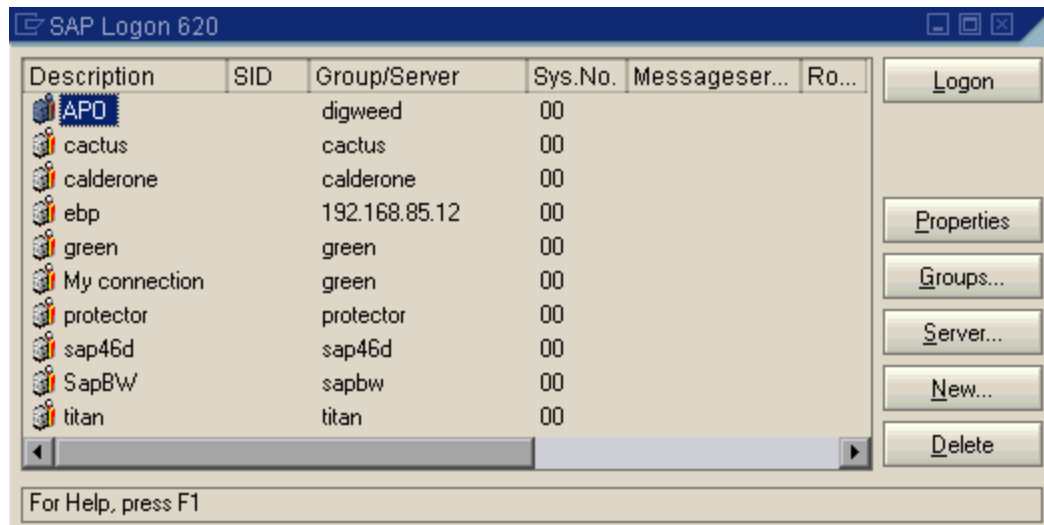 SAP Logon 620
Description SID Group/Server Sys.No. Messageser... Ro...
APO digweed 00
cactus cactus 00
calderone calderone 00
ebp 192.168.85.12 00
green green 00
My connection green 00
protector protector 00
sap46d sap46d 00
SapBW sapbw 00
titan titan 00
Logon
Properties
Groups...
Server...
New...
Delete
For Help, press F1